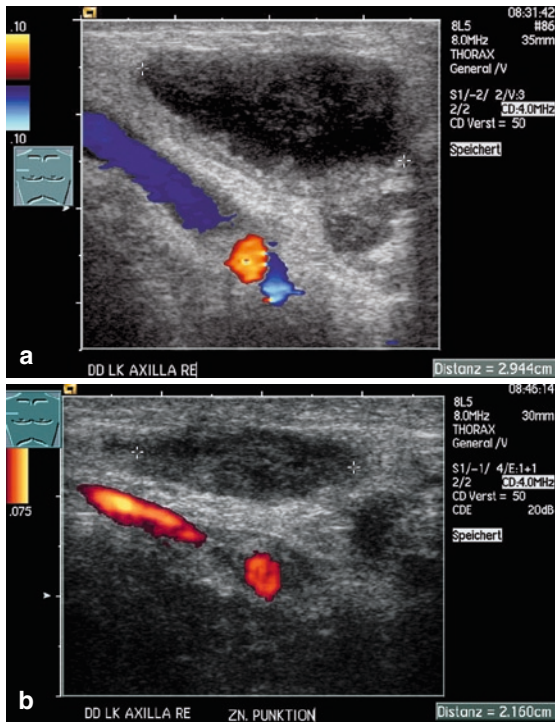 08:31:42
.10
8L5 #86
8.0MHz 35mm
THORAX
General /V
S1/-2/ 2/V:3
2/2 CD:4.0MHz
CD Verst = 50
.10
Speichert
a
DD LK AXILLA RE
Distanz = 2.944cm
08:46:14
8L5
8.0MHz 30mm
THORAX
General /V
S1/-1/ 4/E:1+1
2/2 CD:4.0MHz
.075
CD Verst = 50
CDE 20dB
Speichert
b
DD LK AXILLA RE ZN. PUNKTION
Distanz = 2.160cm